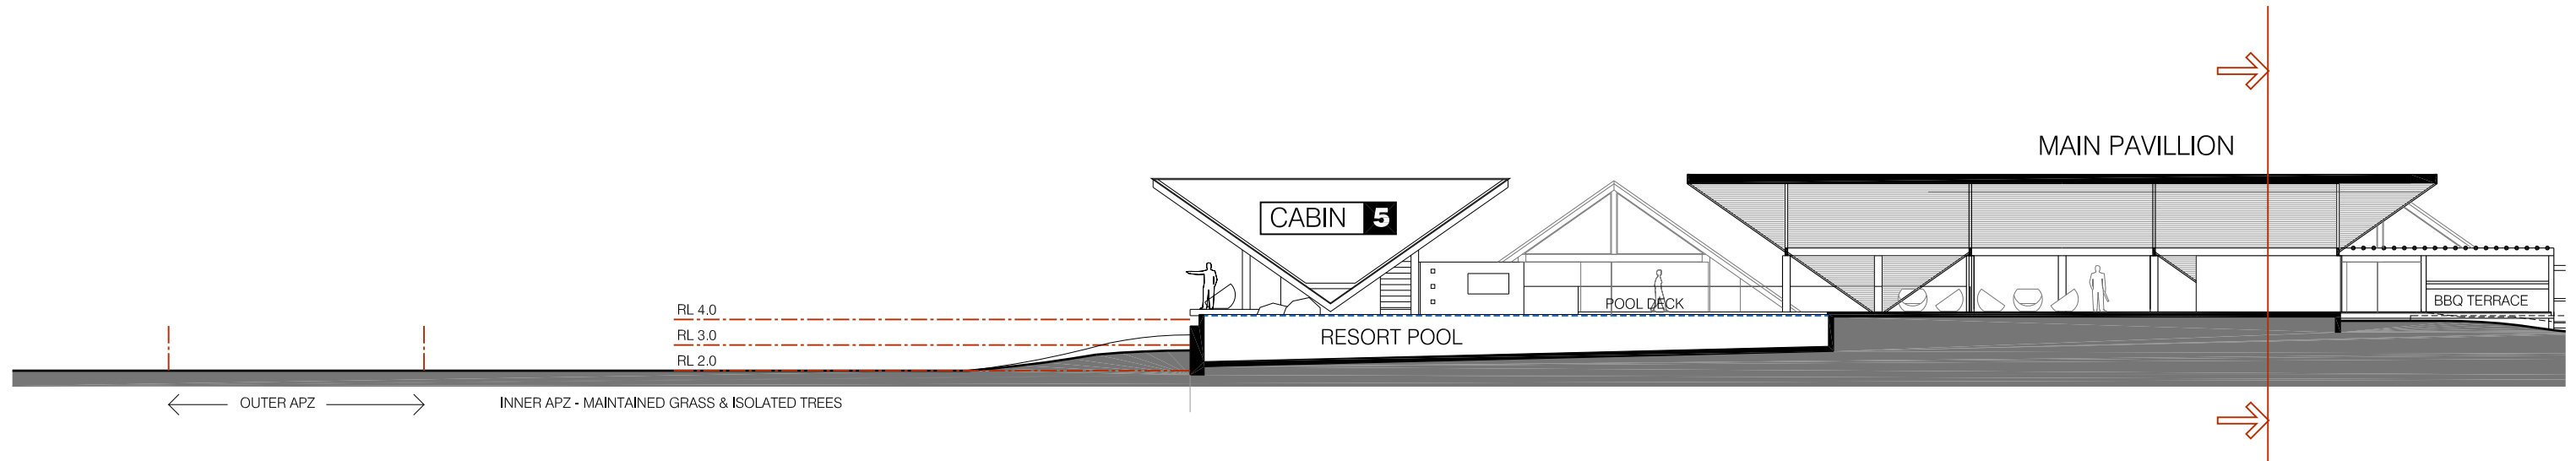 MAIN PAVILLION
CABIN 5
POOL DECK
BBQ TERRACE
RL 4.0
RL 3.0
RESORT POOL
RL 2.0
OUTER APZ
INNER APZ - MAINTAINED GRASS & ISOLATED TREES